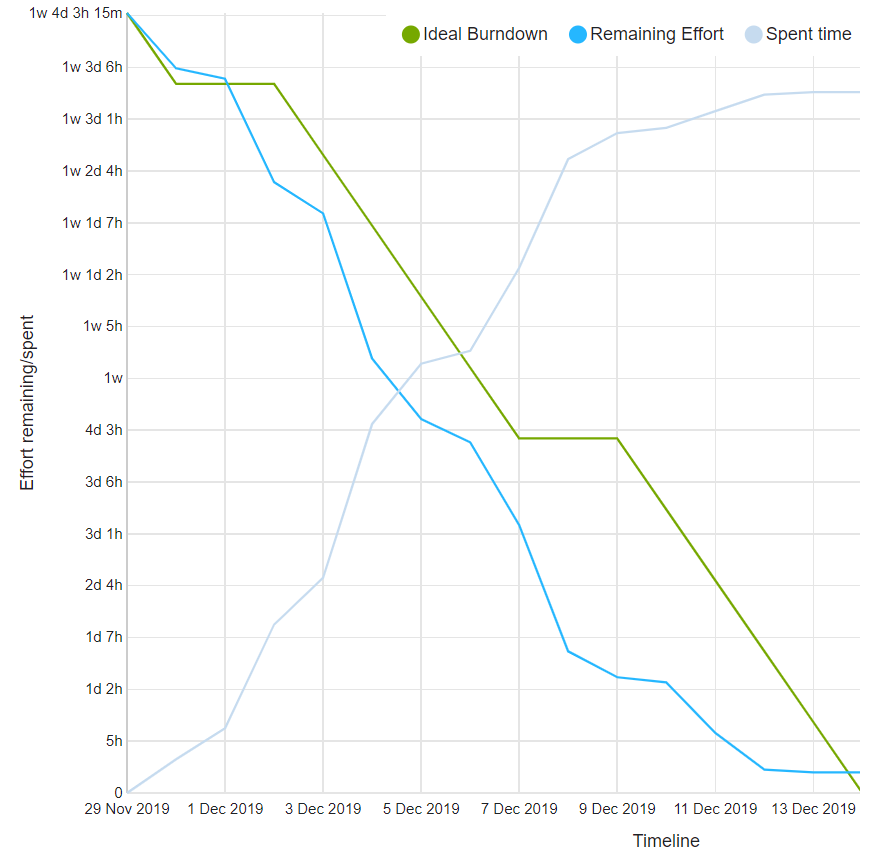 1w 4d 3h 15m
Ideal Burndown Remaining Effort Spent time
1w 3d 6h
1w 3d 1h
1w 2d 4h
1w 1d 7h
1w 1d 2h
1w 5h
1w
4d 3h
3d 6h
3d 1h
2d 4h
1d 7h
1d 2h
5h
0
Effort remaining/spent
29 Nov 2019 1 Dec 2019 3 Dec 2019 5 Dec 2019 7 Dec 2019 9 Dec 2019 11 Dec 2019 13 Dec 2019
Timeline